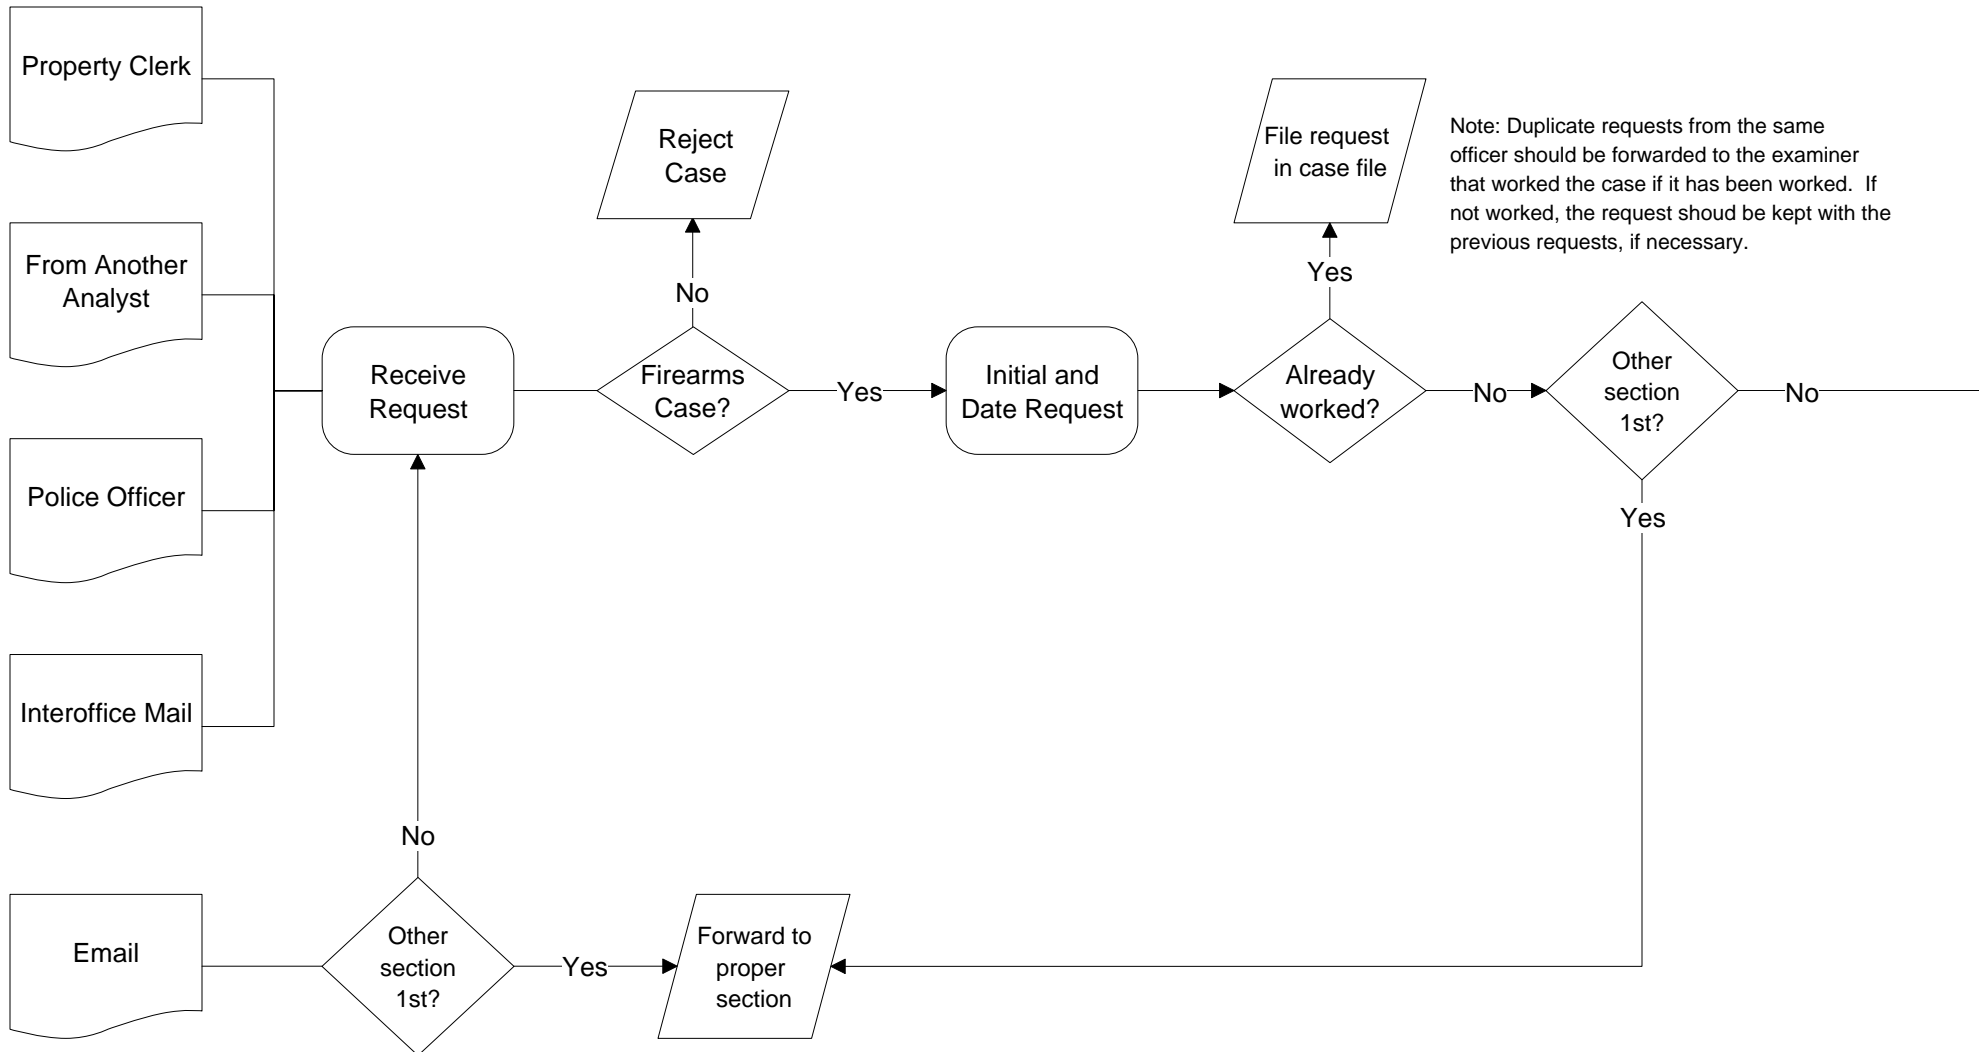 Property Clerk
From Another
Analyst
Police Officer
Interoffice Mail
Email
Receive
Request
No
Other
section
1st?
Yes
Forward to
proper
section
Reject
Case
No
Firearms
Case?
Yes
Initial and
Date Request
File request
in case file
Yes
Already
worked?
No
Note: Duplicate requests from the same
officer should be forwarded to the examiner
that worked the case if it has been worked.  If
not worked, the request shoud be kept with the
previous requests, if necessary.
Other
section
1st?
No
Yes